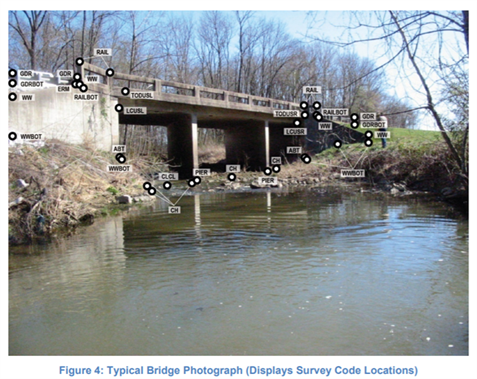 RAIL
GDR
GDR
GDRBOT
ERM
WW
WW
RAILBOT
TODUSL
LCUSL
RAIL
TODUSR
RAILBOT
GDR
GDRBOT
WW
WW
LCUSR
WWBOT
ABT
WWBOT
CLCL
PIER
CH
CH
PIER
ABT
WWBOT
CH
Figure 4: Typical Bridge Photograph (Displays Survey Code Locations)